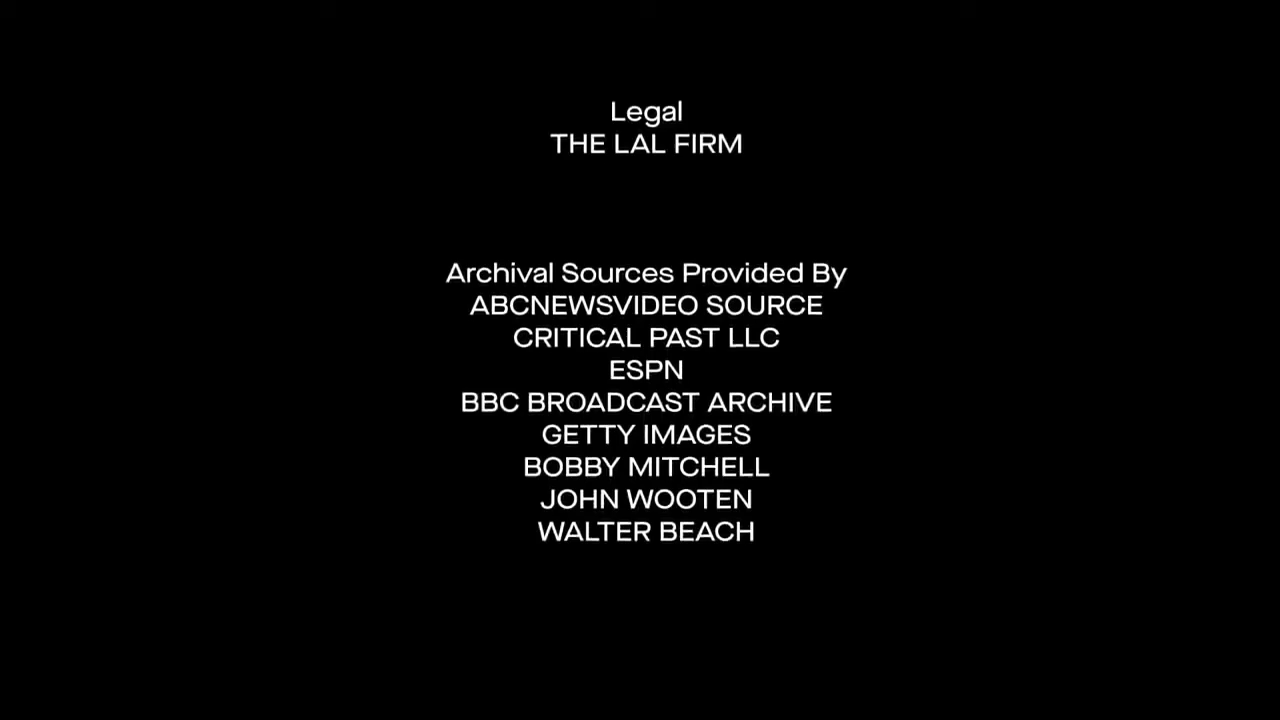 Legal
THE LAL FIRM
Archival Sources Provided By
ABCNEWSVIDEO SOURCE
CRITICAL PAST LLC
ESPN
BBC BROADCAST ARCHIVE
GETTY IMAGES
BOBBY MITCHELL
JOHN WOOTEN
WALTER BEACH